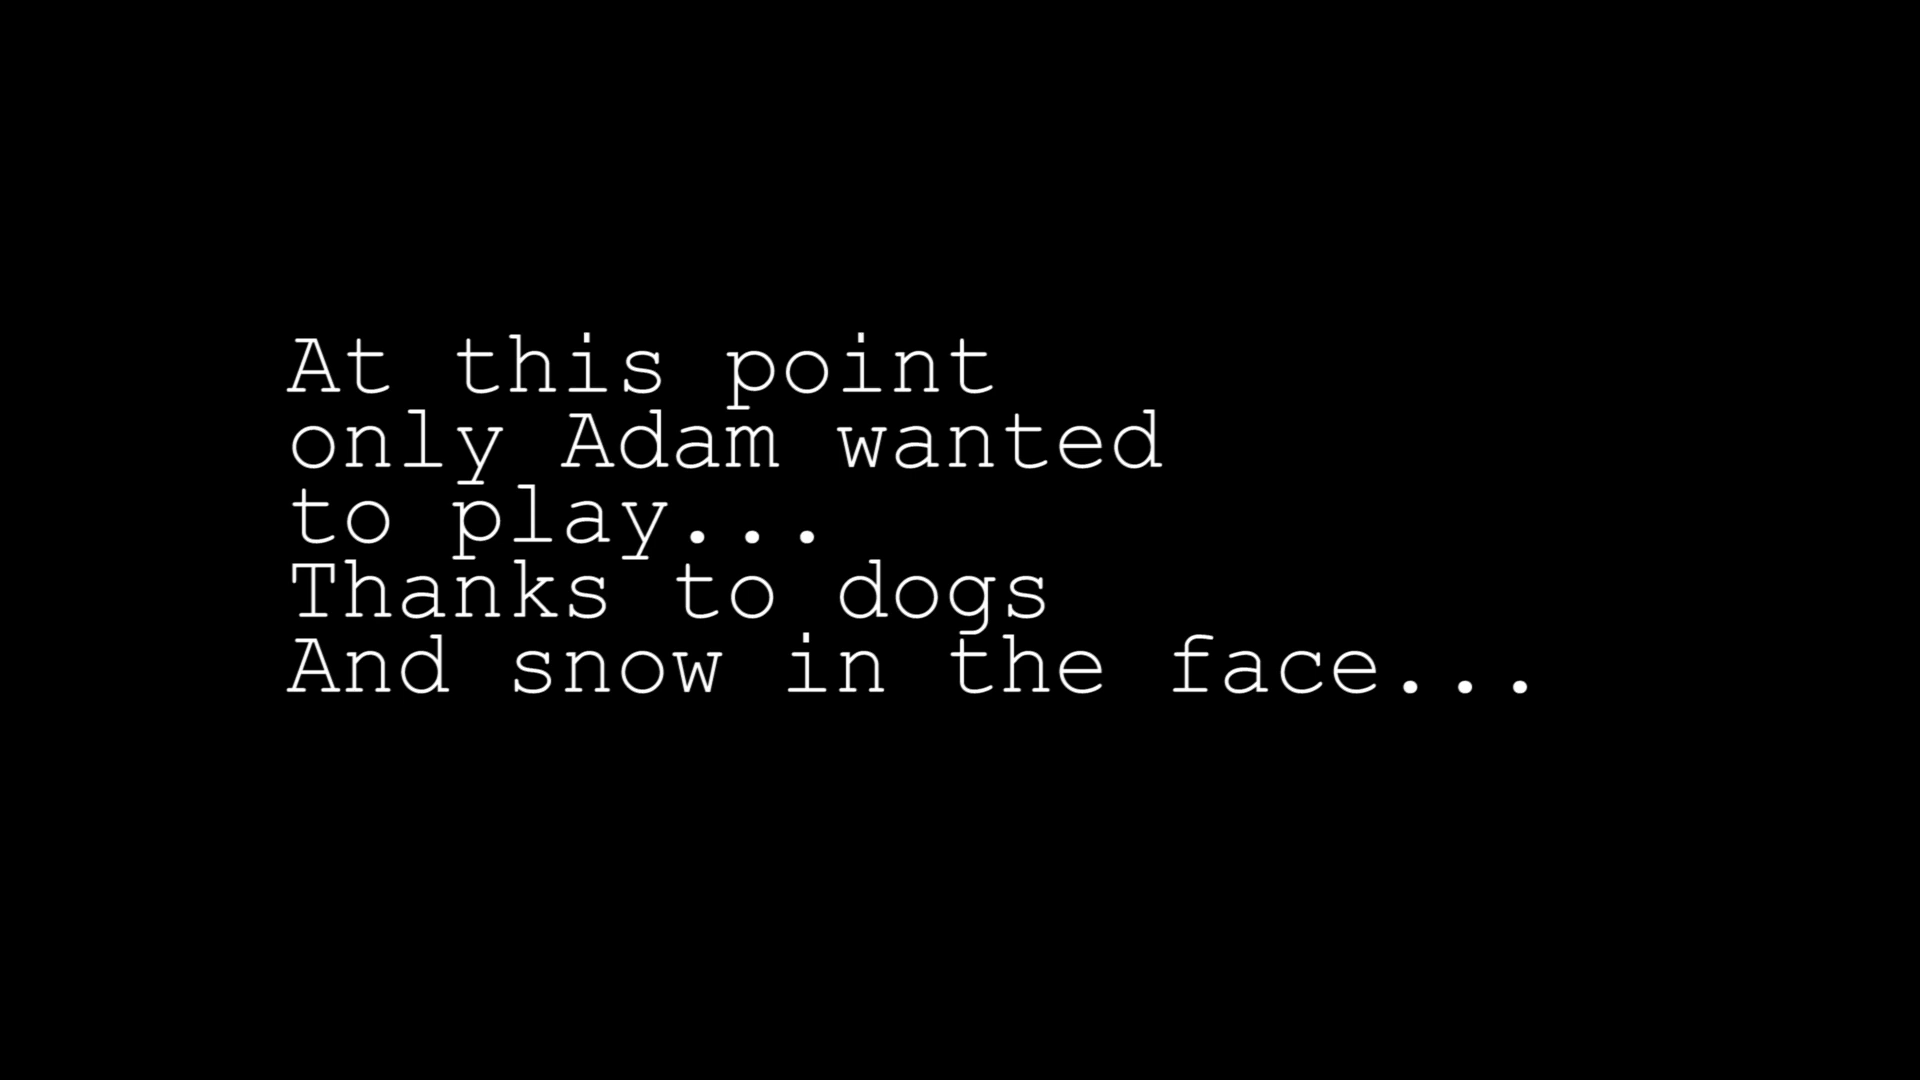 At this point
only Adam wanted
to play...
Thanks to dogs
And snow in the face...